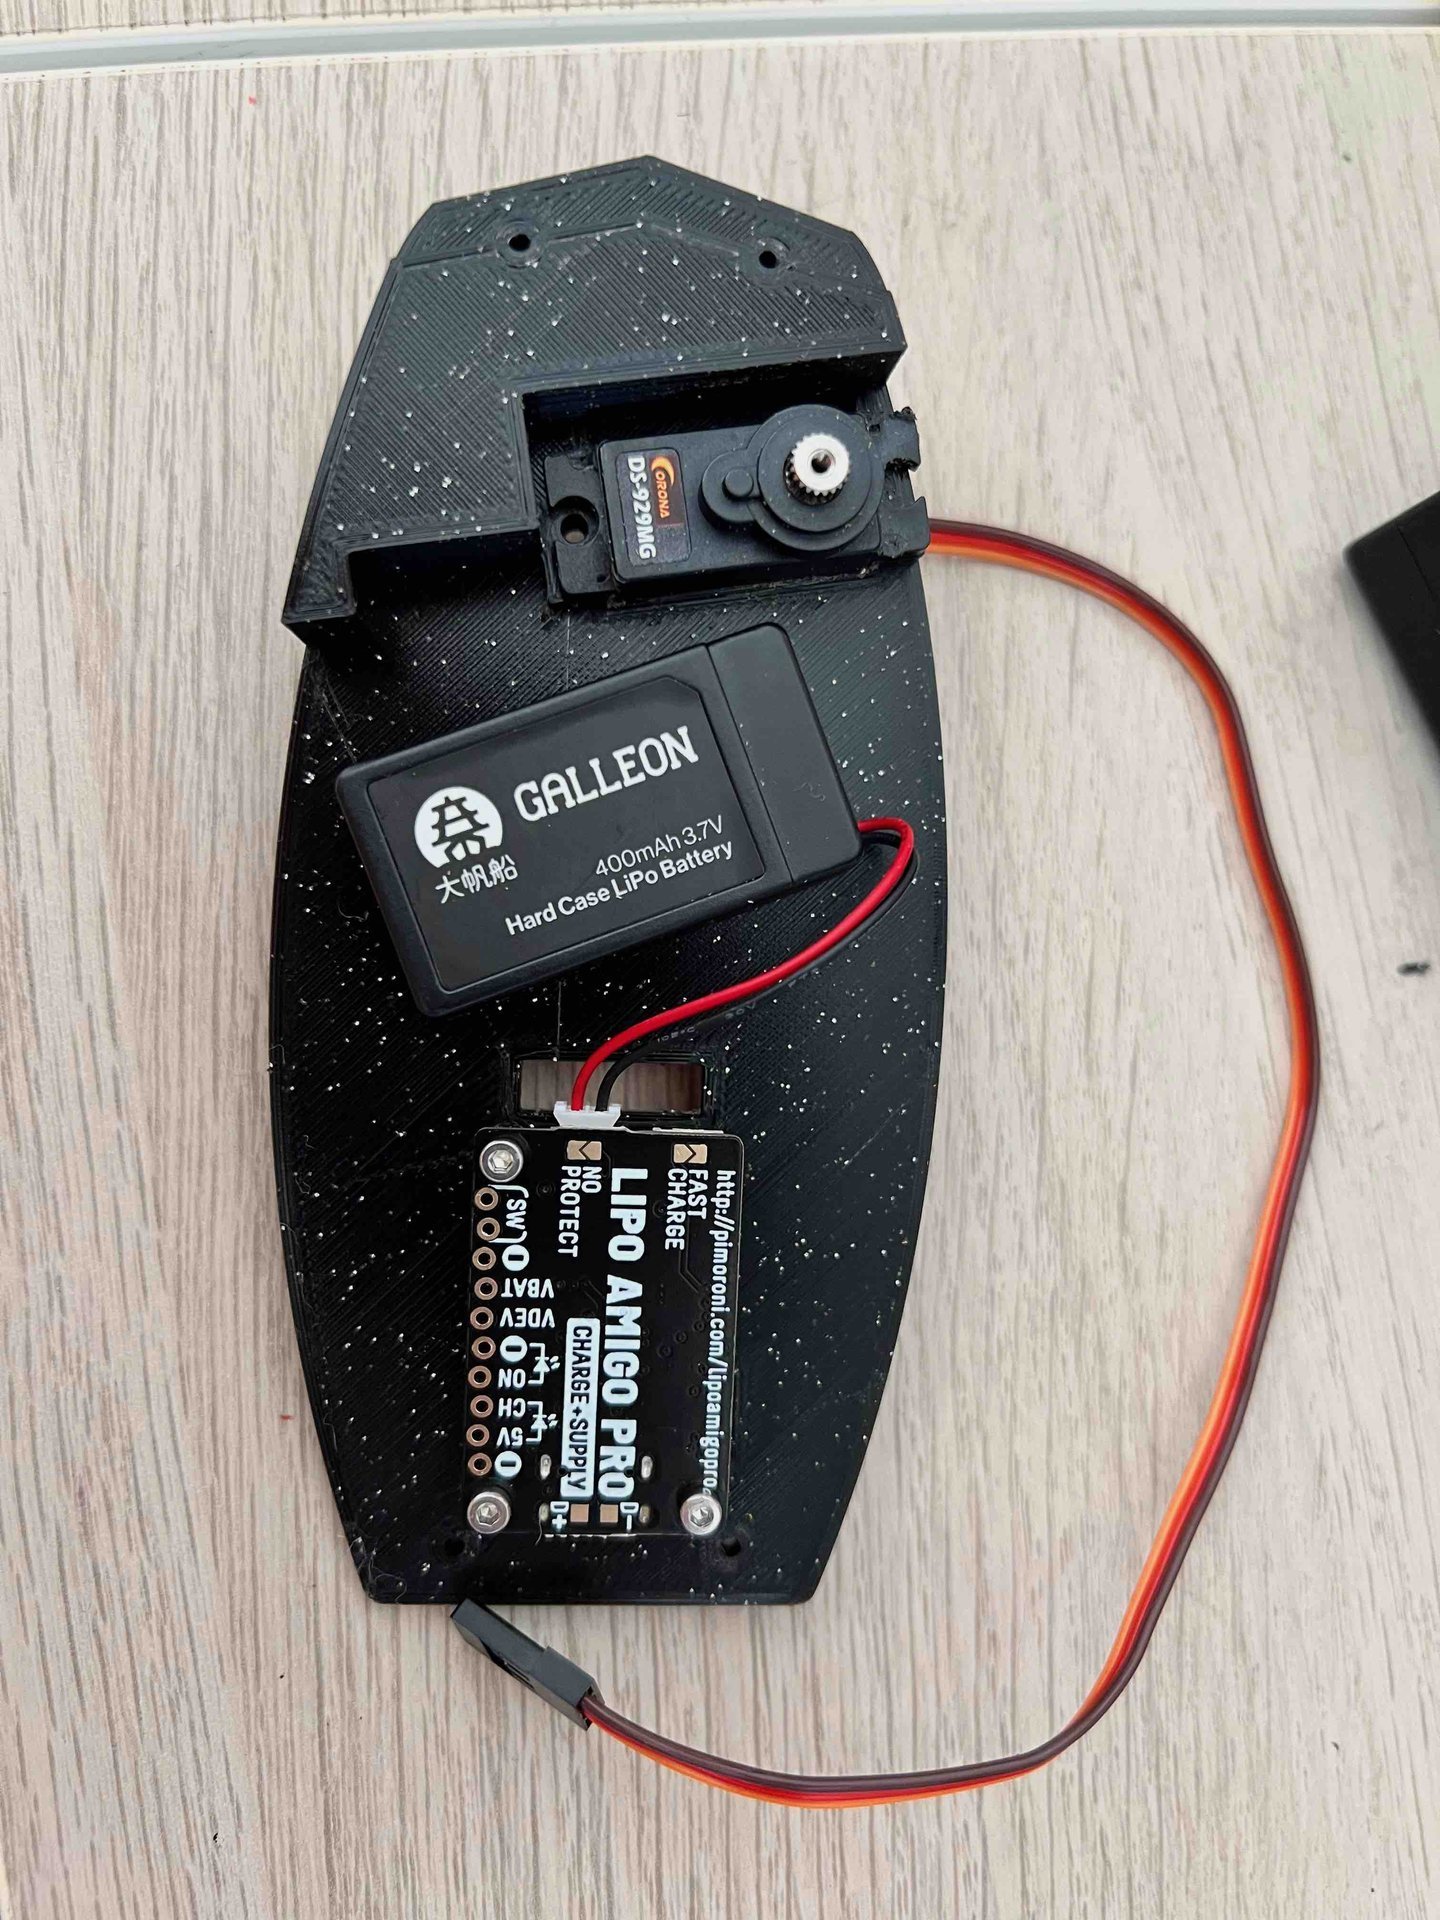 CORONA
DS-929MG
GALLEON
大帆船
400mAh 3.7V
Hard Case LiPo Battery
NO
PROTECT
FAST
CHARGE
http://pimoroni.com/lipoamigopro
LIPO AMIGO PRO
CHARGE+SUPPLY
SW
VBAT
VDEV
ON
CH
5V
D+
D-